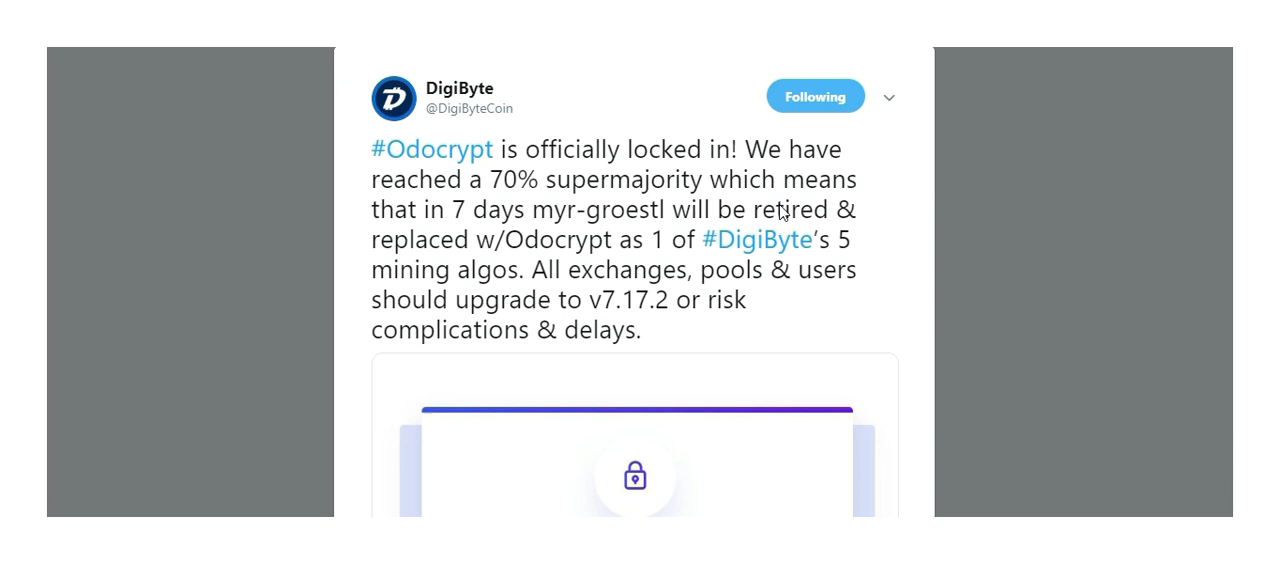 DigiByte
@DigiByteCoin
Following
#Odocrypt is officially locked in! We have
reached a 70% supermajority which means
that in 7 days myr-groestl will be retired &
replaced w/Odocrypt as 1 of #DigiByte’s 5
mining algos. All exchanges, pools & users
should upgrade to v7.17.2 or risk
complications & delays.